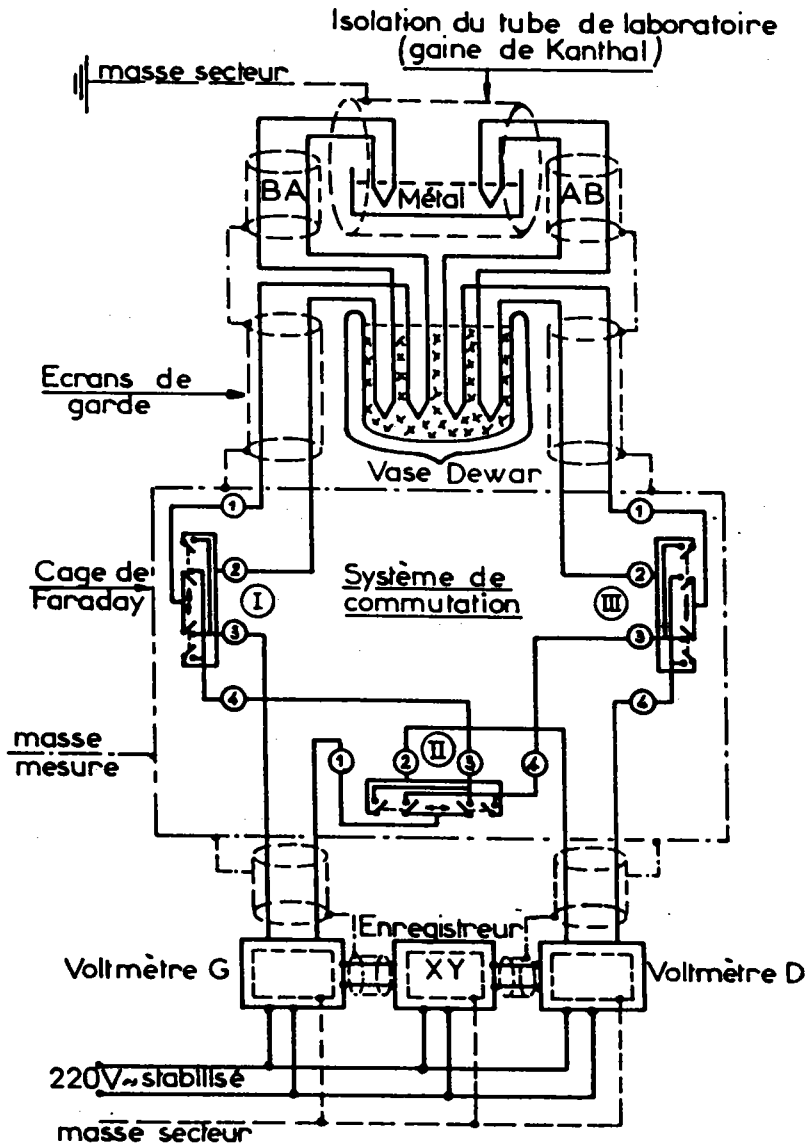 Isolation du tube de laboratoire
(gaine de Kanthal)
masse secteur
BA
Métal
AB
Ecrans de
garde
Vase Dewar
1
1
2
Système de
commutation
2
Cage de
Faraday
I
III
3
3
4
4
masse
mesure
1
2
II
3
4
Enregistreur
Voltmètre G
XY
Voltmètre D
220V~stabilisé
masse secteur